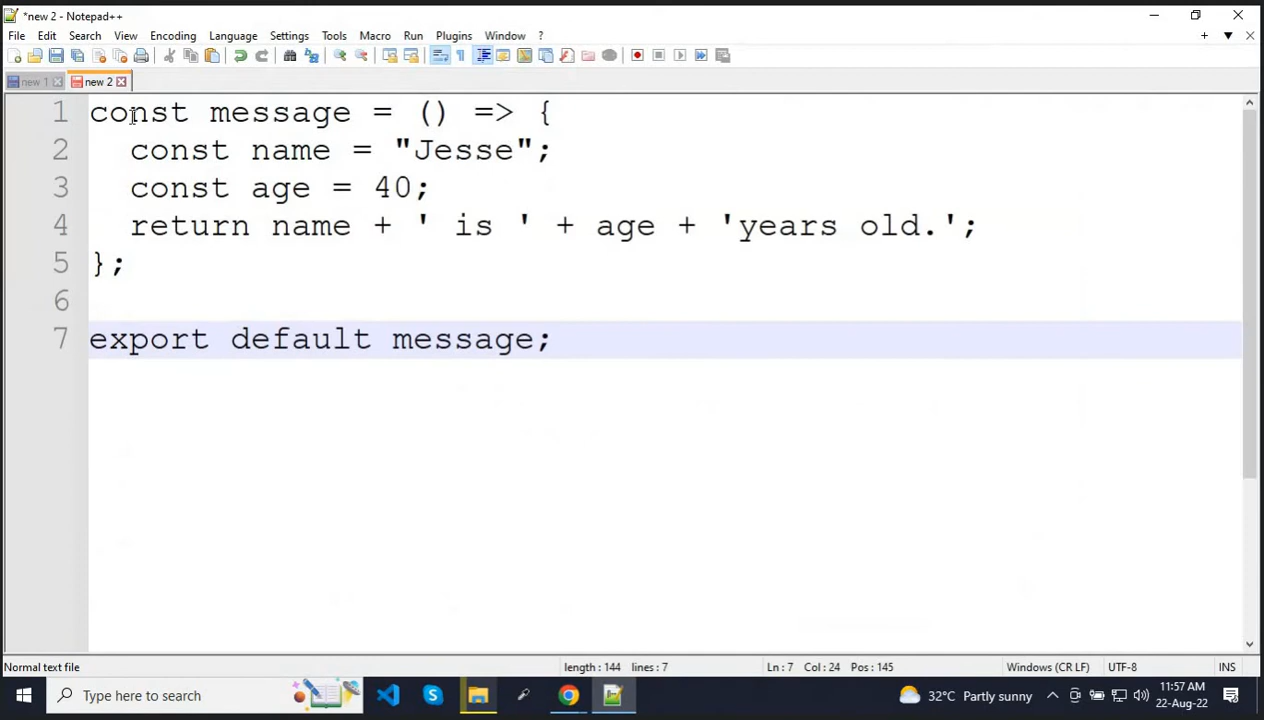 *new 2 - Notepad++
File Edit Search View Encoding Language Settings Tools Macro Run Plugins Window ?
+ ▼ X
new 1 new 2
1 const message = () => {
2   const name = "Jesse";
3   const age = 40;
4   return name + ' is ' + age + 'years old.';
5 };
6
7 export default message;
Normal text file length : 144 lines : 7 Ln : 7 Col : 24 Pos : 145 Windows (CR LF) UTF-8 INS
Type here to search 32°C Partly sunny 11:57 AM
22-Aug-22